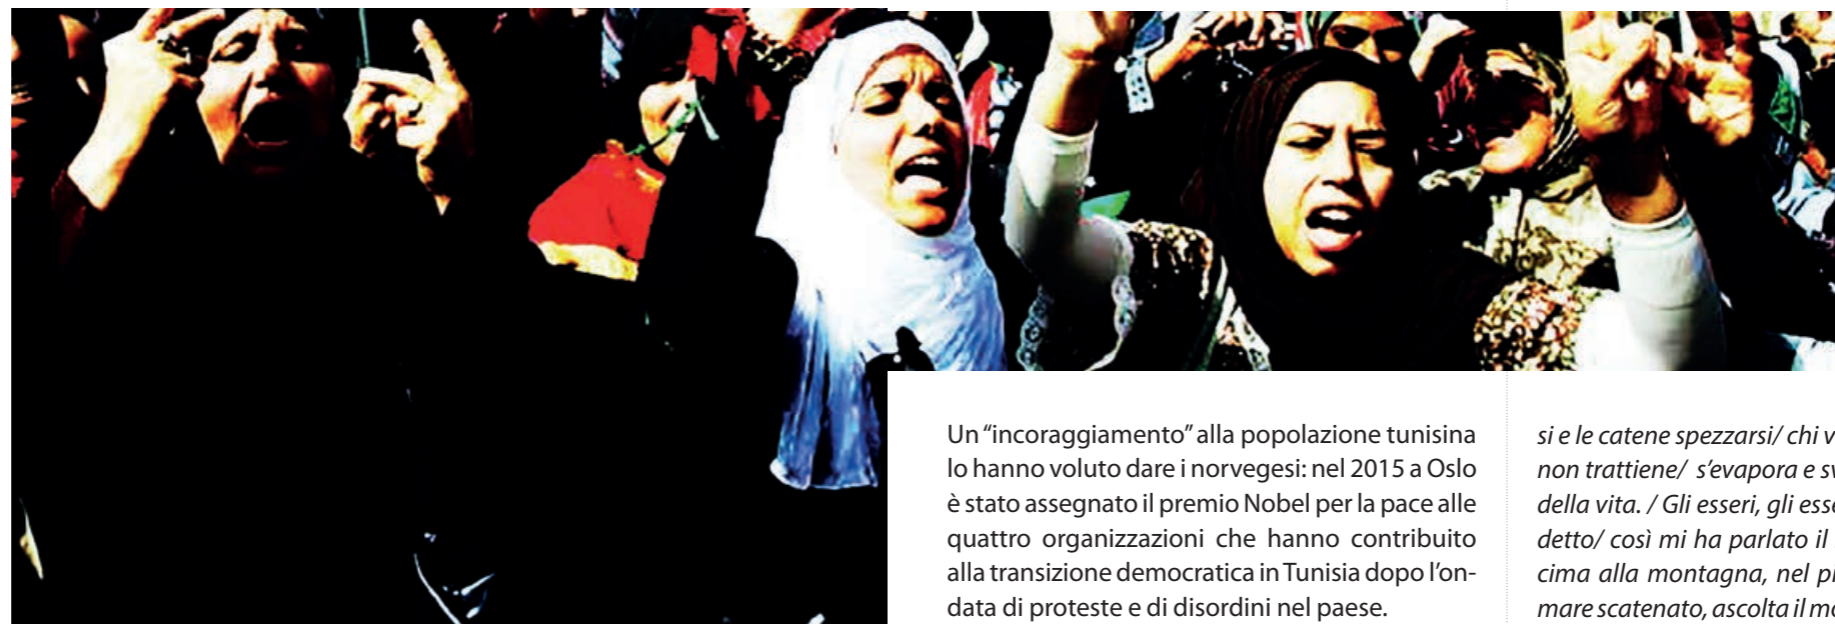 Un “incoraggiamento” alla popolazione tunisina
lo hanno voluto dare i norvegesi: nel 2015 a Oslo
è stato assegnato il premio Nobel per la pace alle
quattro organizzazioni che hanno contribuito
alla transizione democratica in Tunisia dopo l’on-
data di proteste e di disordini nel paese.
si e le catene spezzarsi/ chi
non trattiene/ s’evapora e
della vita. / Gli esseri, gli
detto/ così mi ha parlato il
cima alla montagna, nel
mare scatenato, ascolta il